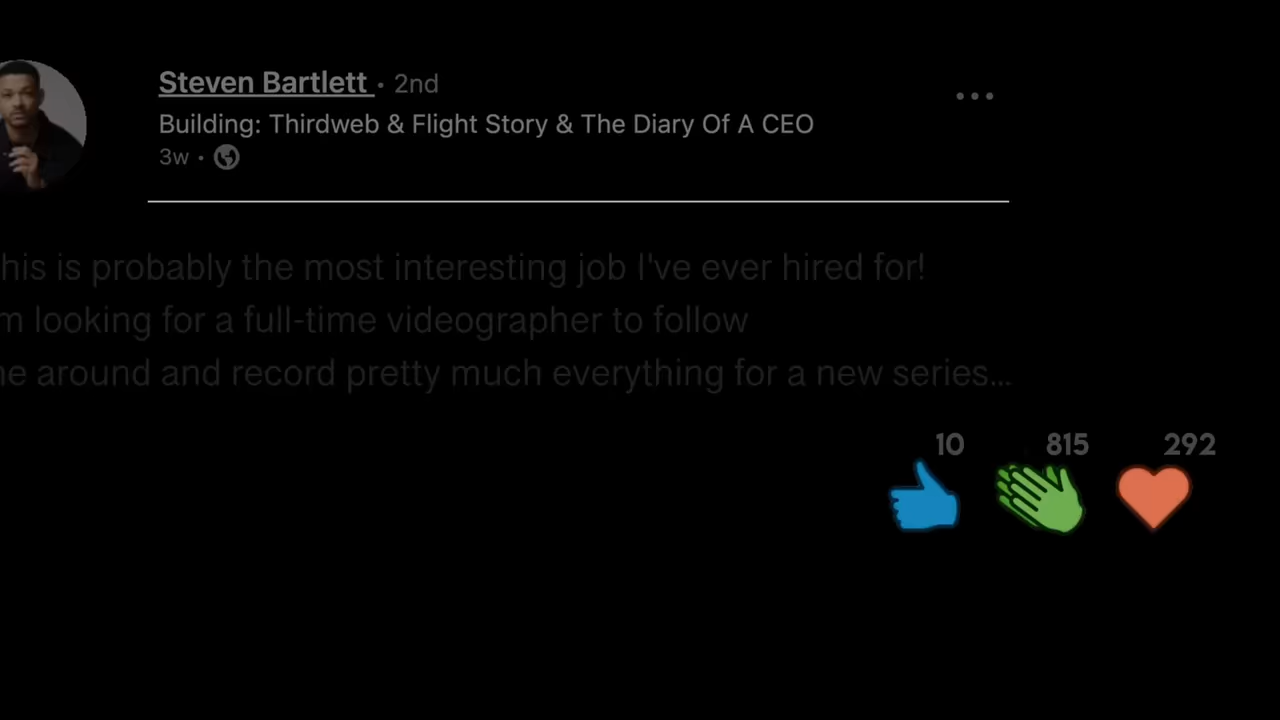 Steven Bartlett • 2nd
Building: Thirdweb & Flight Story & The Diary Of A CEO
3w •
his is probably the most interesting job I've ever hired for!
m looking for a full-time videographer to follow
e around and record pretty much everything for a new series...
10 815 292